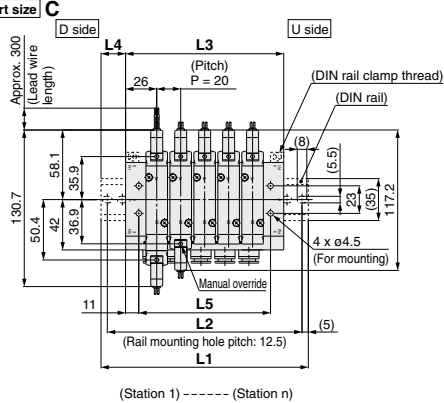 rt size C
D side
U side
L4
L3
Approx. 300
(Lead wire
length)
26
(Pitch)
P = 20
(DIN rail clamp thread)
(DIN rail)
(8)
(5.5)
130.7
58.1
35.9
50.4
42
36.9
23
(35)
117.2
4 x ø4.5
(For mounting)
Manual override
11
L5
L2
(5)
(Rail mounting hole pitch: 12.5)
L1
(Station 1) ------ (Station n)